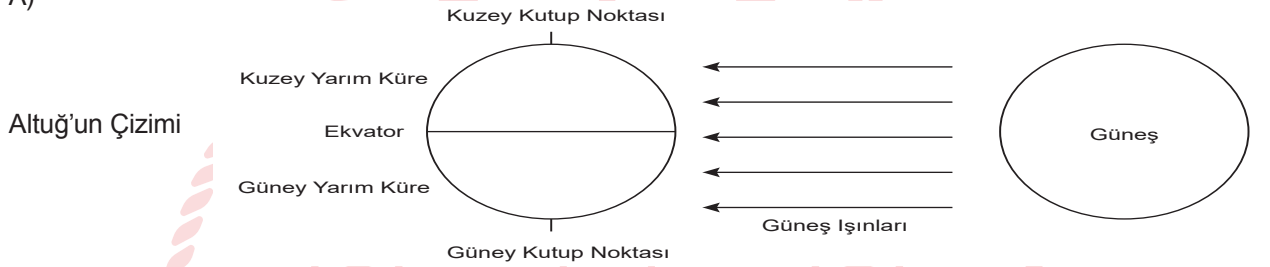 A)
Kuzey Kutup Noktası
Kuzey Yarım Küre
Altuğ'un Çizimi
Ekvator
Güneş
Güney Yarım Küre
Güneş Işınları
Güney Kutup Noktası